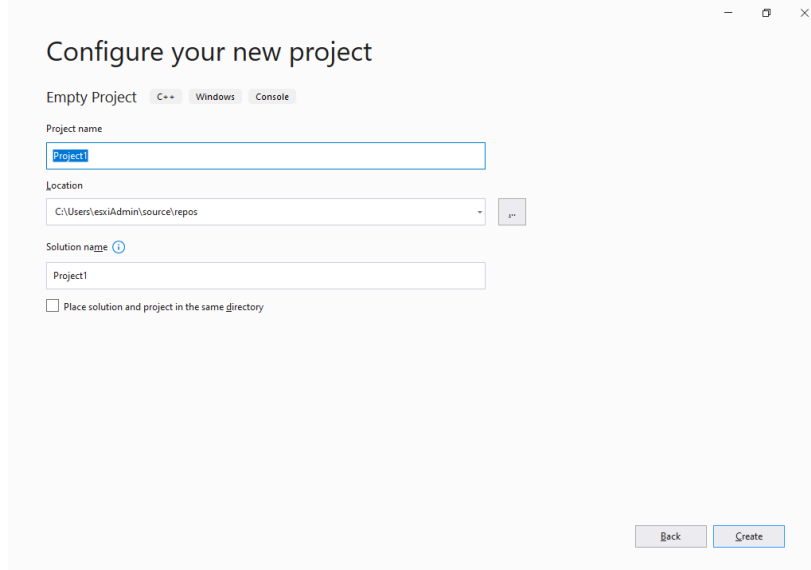 Configure your new project
Empty Project C++ Windows Console
Project name
Project1
Location
C:\Users\esxiAdmin\source\repos
...
Solution name
Project1
Place solution and project in the same directory
Back Create